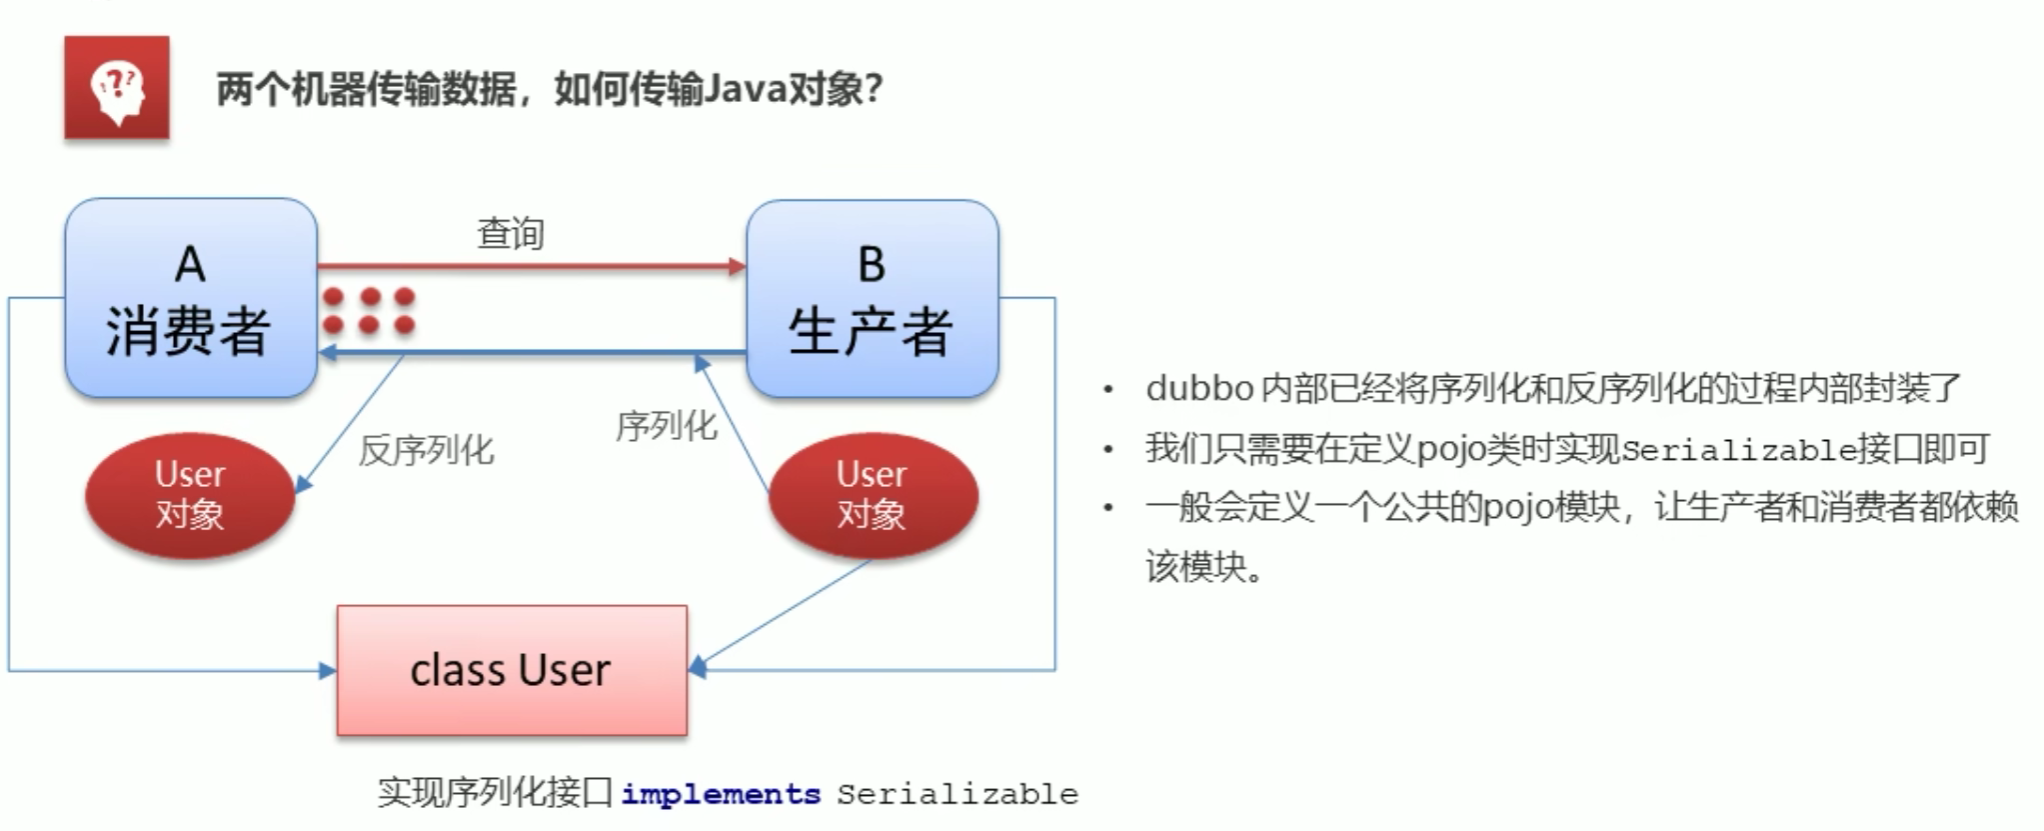 ??
?
两个机器传输数据，如何传输Java对象？
查询
A
消费者
B
生产者
反序列化
序列化
User
对象
User
对象
class User
实现序列化接口 implements Serializable
• dubbo 内部已经将序列化和反序列化的过程内部封装了
• 我们只需要在定义pojo类时实现Serializable接口即可
• 一般会定义一个公共的pojo模块，让生产者和消费者都依赖
该模块。